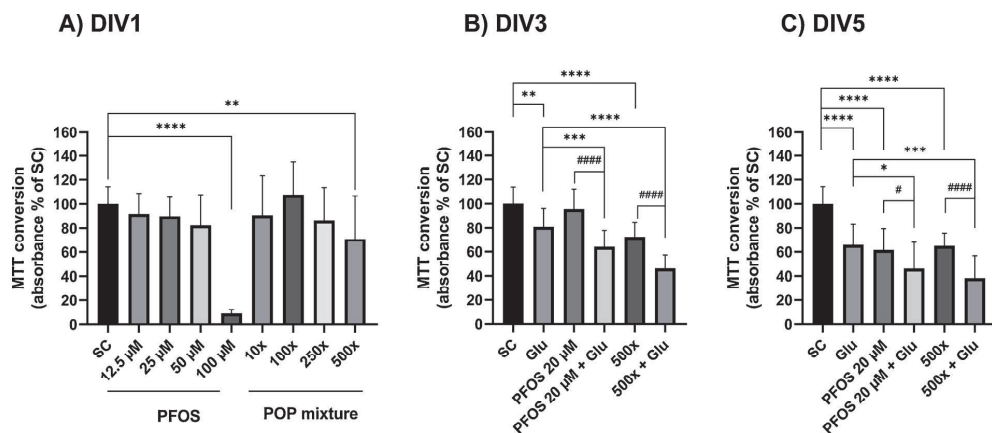 A) DIV1
**
****
MTT conversion
(absorbance % of SC)
160
140
120
100
80
60
40
20
0
SC
12.5 µM
25 µM
50 µM
100 µM
10x
100x
250x
500x
PFOS
POP mixture
B) DIV3
****
**
****
***
####
####
MTT conversion
(absorbance % of SC)
160
140
120
100
80
60
40
20
0
SC
Glu
PFOS 20 µM
PFOS 20 µM + Glu
500x
500x + Glu
C) DIV5
****
****
****
***
*
#
####
MTT conversion
(absorbance % of SC)
160
140
120
100
80
60
40
20
0
SC
Glu
PFOS 20 µM
PFOS 20 µM + Glu
500x
500x + Glu